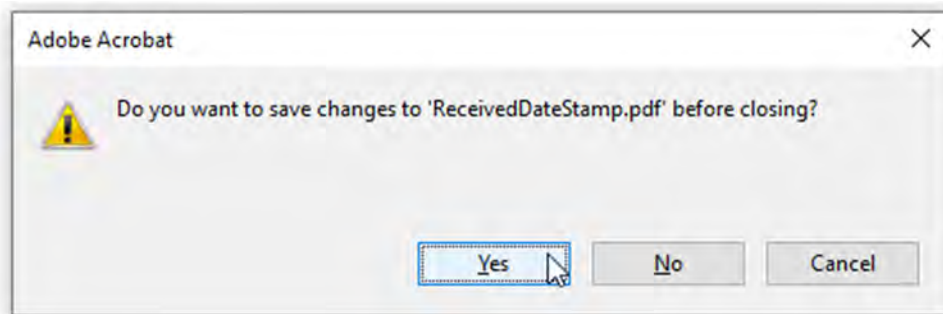 Adobe Acrobat
Do you want to save changes to 'ReceivedDateStamp.pdf' before closing?
Yes
No
Cancel